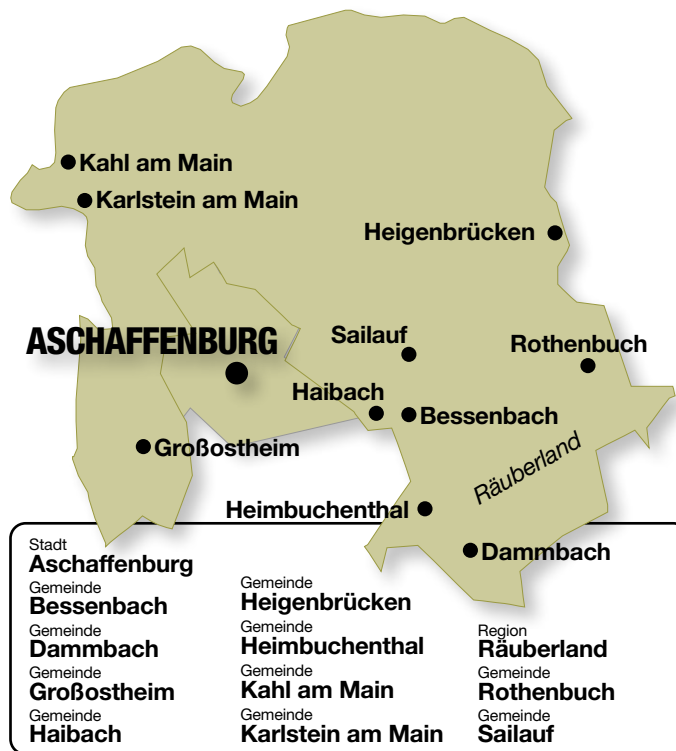 Kahl am Main
Karlstein am Main
Heigenbrücken
ASCHAFFENBURG
Sailauf
Rothenbuch
Haibach
Bessenbach
Großostheim
Räuberland
Heimbuchenthal
Dammbach
Stadt
Aschaffenburg
Gemeinde
Bessenbach
Gemeinde
Dammbach
Gemeinde
Großostheim
Gemeinde
Haibach
Gemeinde
Heigenbrücken
Gemeinde
Heimbuchenthal
Gemeinde
Kahl am Main
Gemeinde
Karlstein am Main
Region
Räuberland
Gemeinde
Rothenbuch
Gemeinde
Sailauf